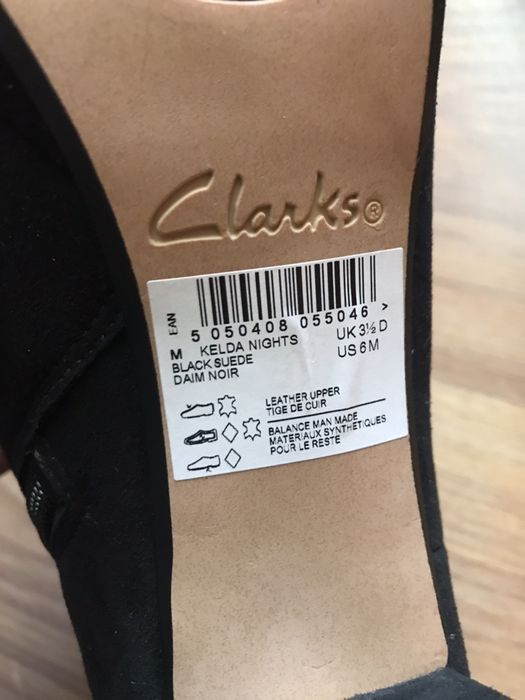 Clarks®
EAN
5 050408 055046 >
M KELDA NIGHTS UK 3½ D
BLACK SUEDE US 6 M
DAIM NOIR
LEATHER UPPER
TIGE DE CUIR
BALANCE MAN MADE
MATERIAUX SYNTHETIQUES
POUR LE RESTE